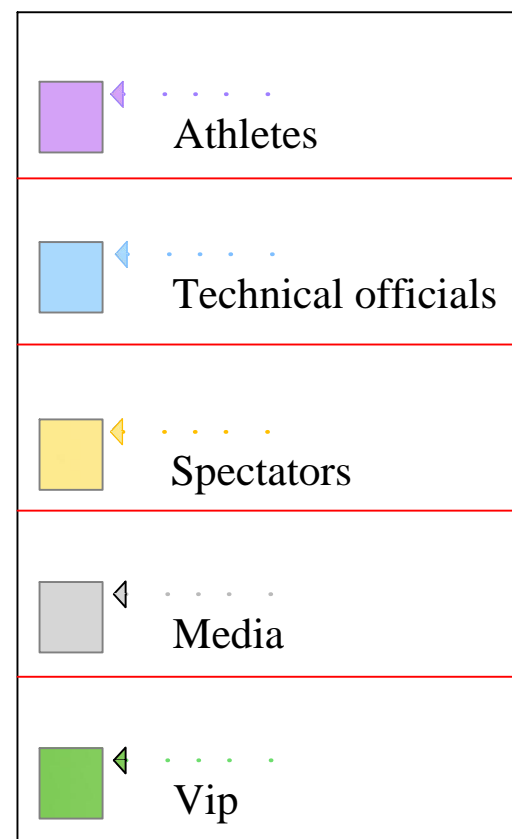 Athletes
Technical officials
Spectators
Media
Vip